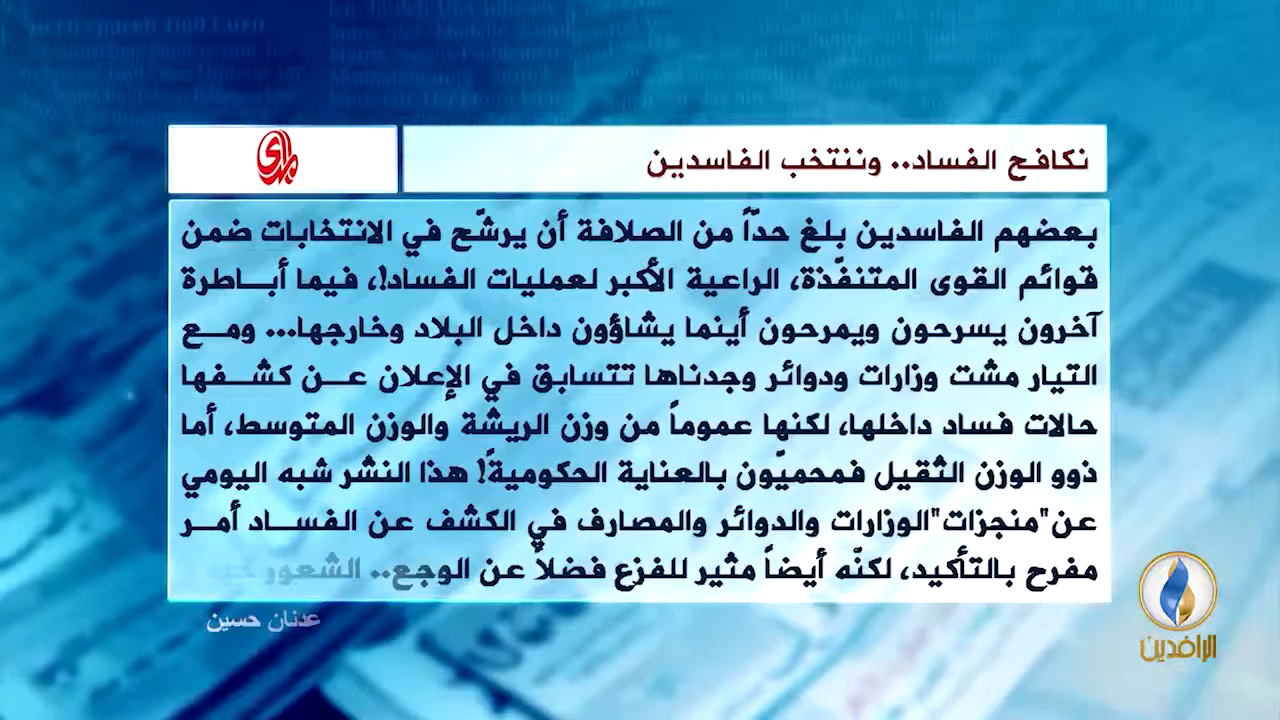 نكافح الفساد.. وننتخب الفاسدين
المدى
بعضهم الفاسدين بلغ حدّاً من الصلافة أن يرشّح في الانتخابات ضمن
قوائم القوى المتنفّذة، الراعية الأكبر لعمليات الفساد!، فيما أباطرة
آخرون يسرحون ويمرحون أينما يشاؤون داخل البلاد وخارجها... ومع
التيار مشت وزارات ودوائر وجدناها تتسابق في الإعلان عن كشفها
حالات فساد داخلها، لكنها عموماً من وزن الريشة والوزن المتوسط، أما
ذوو الوزن الثقيل فمحميّون بالعناية الحكوميةً! هذا النشر شبه اليومي
عن"منجزات"الوزارات والدوائر والمصارف في الكشف عن الفساد أمر
مفرح بالتأكيد، لكنّه أيضاً مثير للفزع فضلاً عن الوجع.. الشعور
عدنان حسين
الرافدين